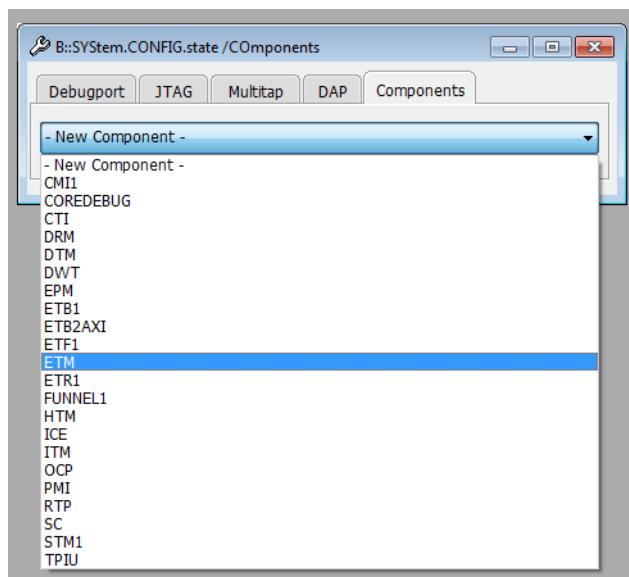 B::SYStem.CONFIG.state /COmponents
Debugport JTAG Multitap DAP Components
- New Component -
- New Component -
CMI1
COREDEBUG
CTI
DRM
DTM
DWT
EPM
ETB1
ETB2AXI
ETF1
ETM
ETR1
FUNNEL1
HTM
ICE
ITM
OCP
PMI
RTP
SC
STM1
TPIU